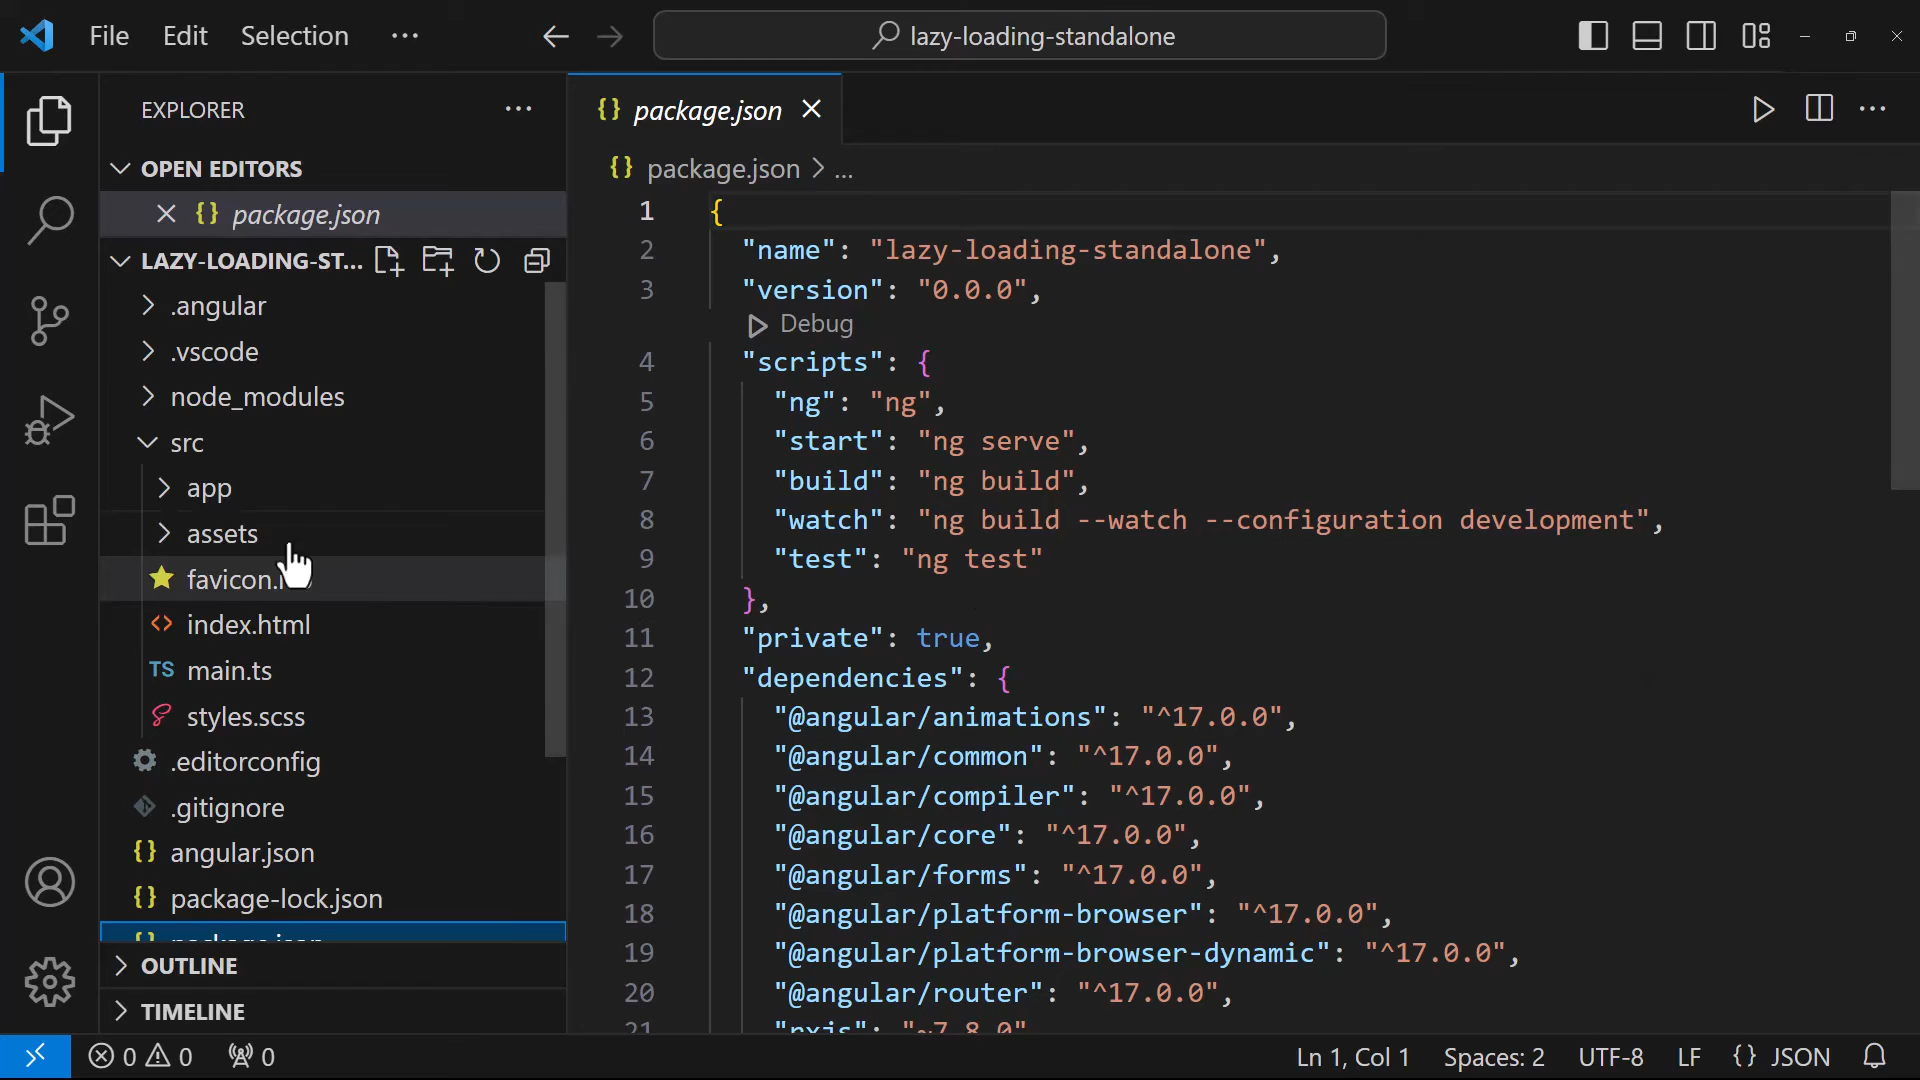 File Edit Selection ···
lazy-loading-standalone
EXPLORER ···
OPEN EDITORS
{} package.json
LAZY-LOADING-ST...
.angular
.vscode
node_modules
src
app
assets
favicon.
index.html
TS main.ts
styles.scss
.editorconfig
.gitignore
{} angular.json
{} package-lock.json
{} package.json
OUTLINE
TIMELINE
{} package.json
{} package.json > ...
1 {
2 "name": "lazy-loading-standalone",
3 "version": "0.0.0",
Debug
4 "scripts": {
5 "ng": "ng",
6 "start": "ng serve",
7 "build": "ng build",
8 "watch": "ng build --watch --configuration development",
9 "test": "ng test"
10 },
11 "private": true,
12 "dependencies": {
13 "@angular/animations": "^17.0.0",
14 "@angular/common": "^17.0.0",
15 "@angular/compiler": "^17.0.0",
16 "@angular/core": "^17.0.0",
17 "@angular/forms": "^17.0.0",
18 "@angular/platform-browser": "^17.0.0",
19 "@angular/platform-browser-dynamic": "^17.0.0",
20 "@angular/router": "^17.0.0",
21 "rxjs": "~7.8.0"
0 0 0
Ln 1, Col 1 Spaces: 2 UTF-8 LF {} JSON